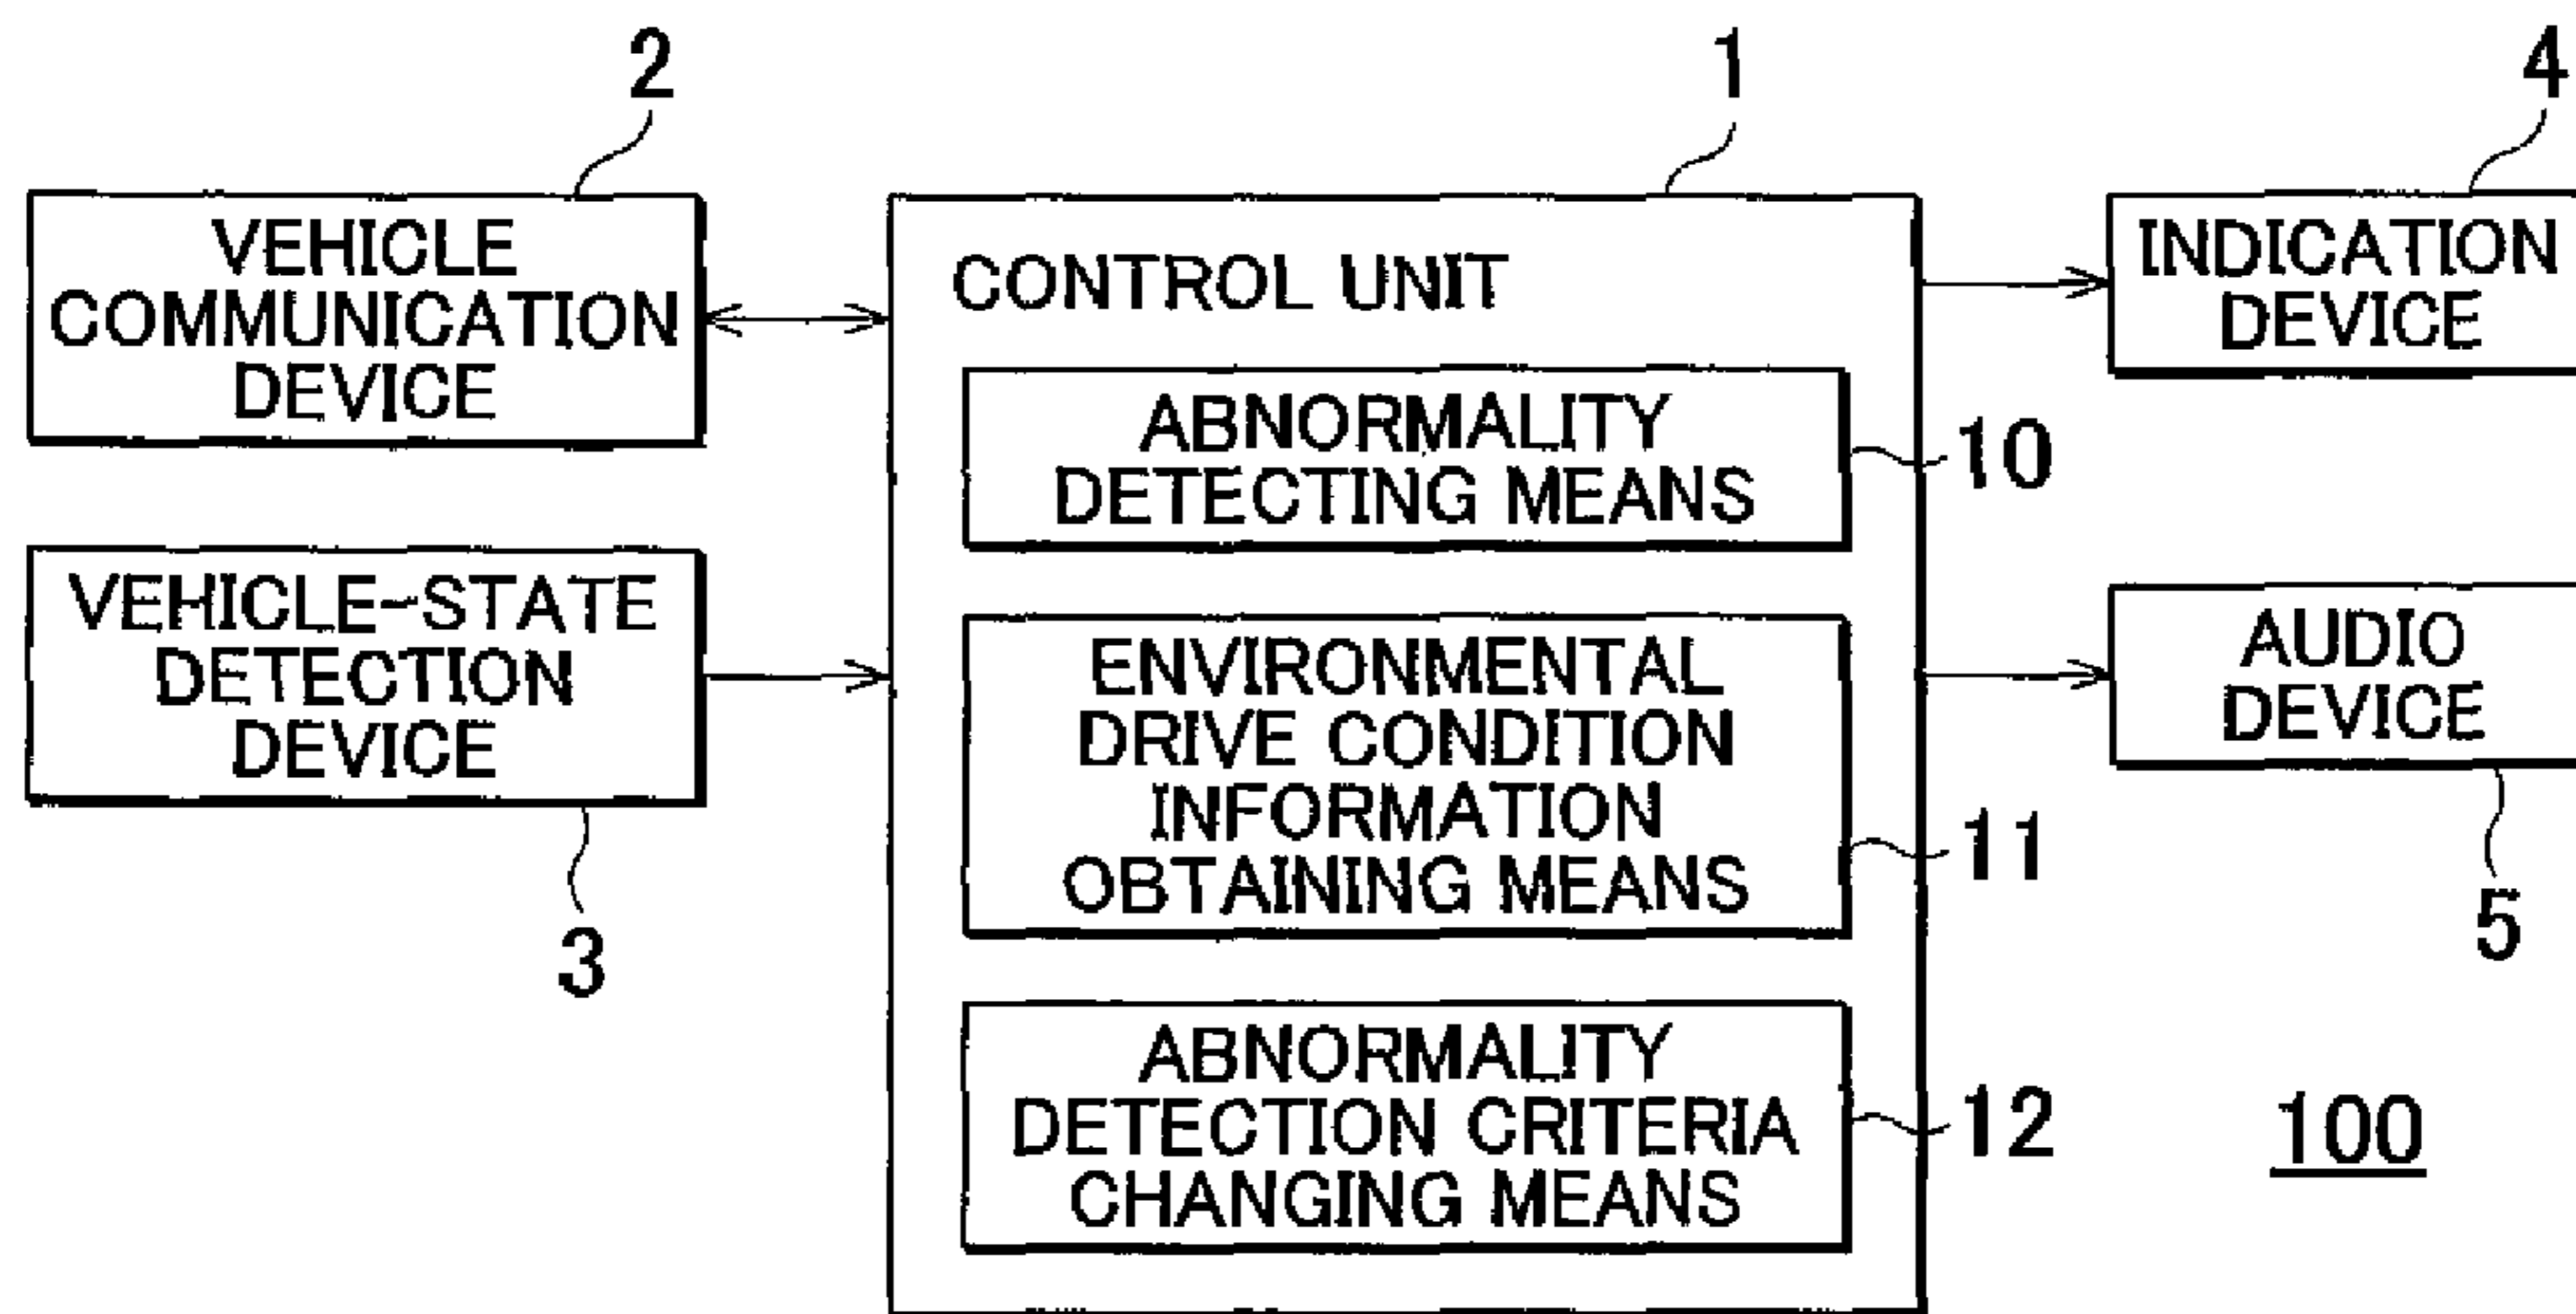 2
VEHICLE
COMMUNICATION
DEVICE
VEHICLE-STATE
DETECTION
DEVICE
3
1
CONTROL UNIT
ABNORMALITY
DETECTING MEANS
10
ENVIRONMENTAL
DRIVE CONDITION
INFORMATION
OBTAINING MEANS
11
ABNORMALITY
DETECTION CRITERIA
CHANGING MEANS
12
4
INDICATION
DEVICE
AUDIO
DEVICE
5
100